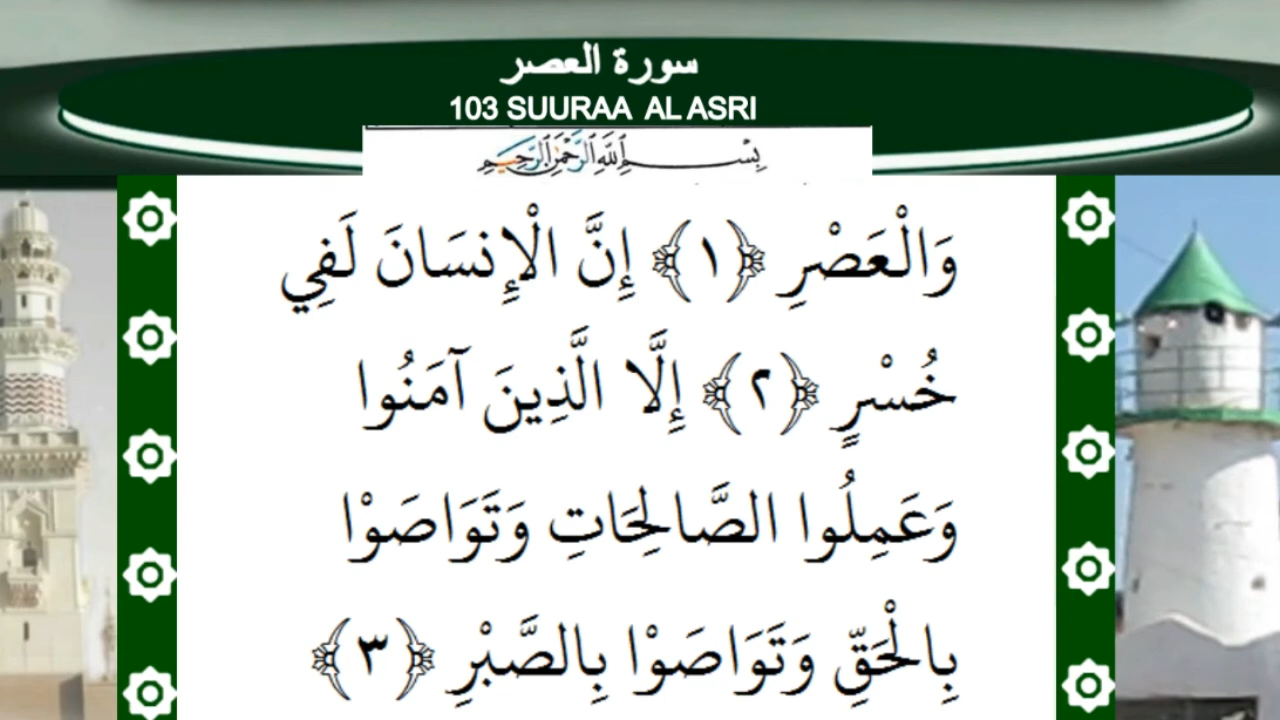 سورة العصر
103 SUURAA AL ASRI
بِسْمِ اللَّهِ الرَّحْمَٰنِ الرَّحِيمِ
وَالْعَصْرِ ﴿١﴾ إِنَّ الْإِنسَانَ لَفِي
خُسْرٍ ﴿٢﴾ إِلَّا الَّذِينَ آمَنُوا
وَعَمِلُوا الصَّالِحَاتِ وَتَوَاصَوْا
بِالْحَقِّ وَتَوَاصَوْا بِالصَّبْرِ ﴿٣﴾